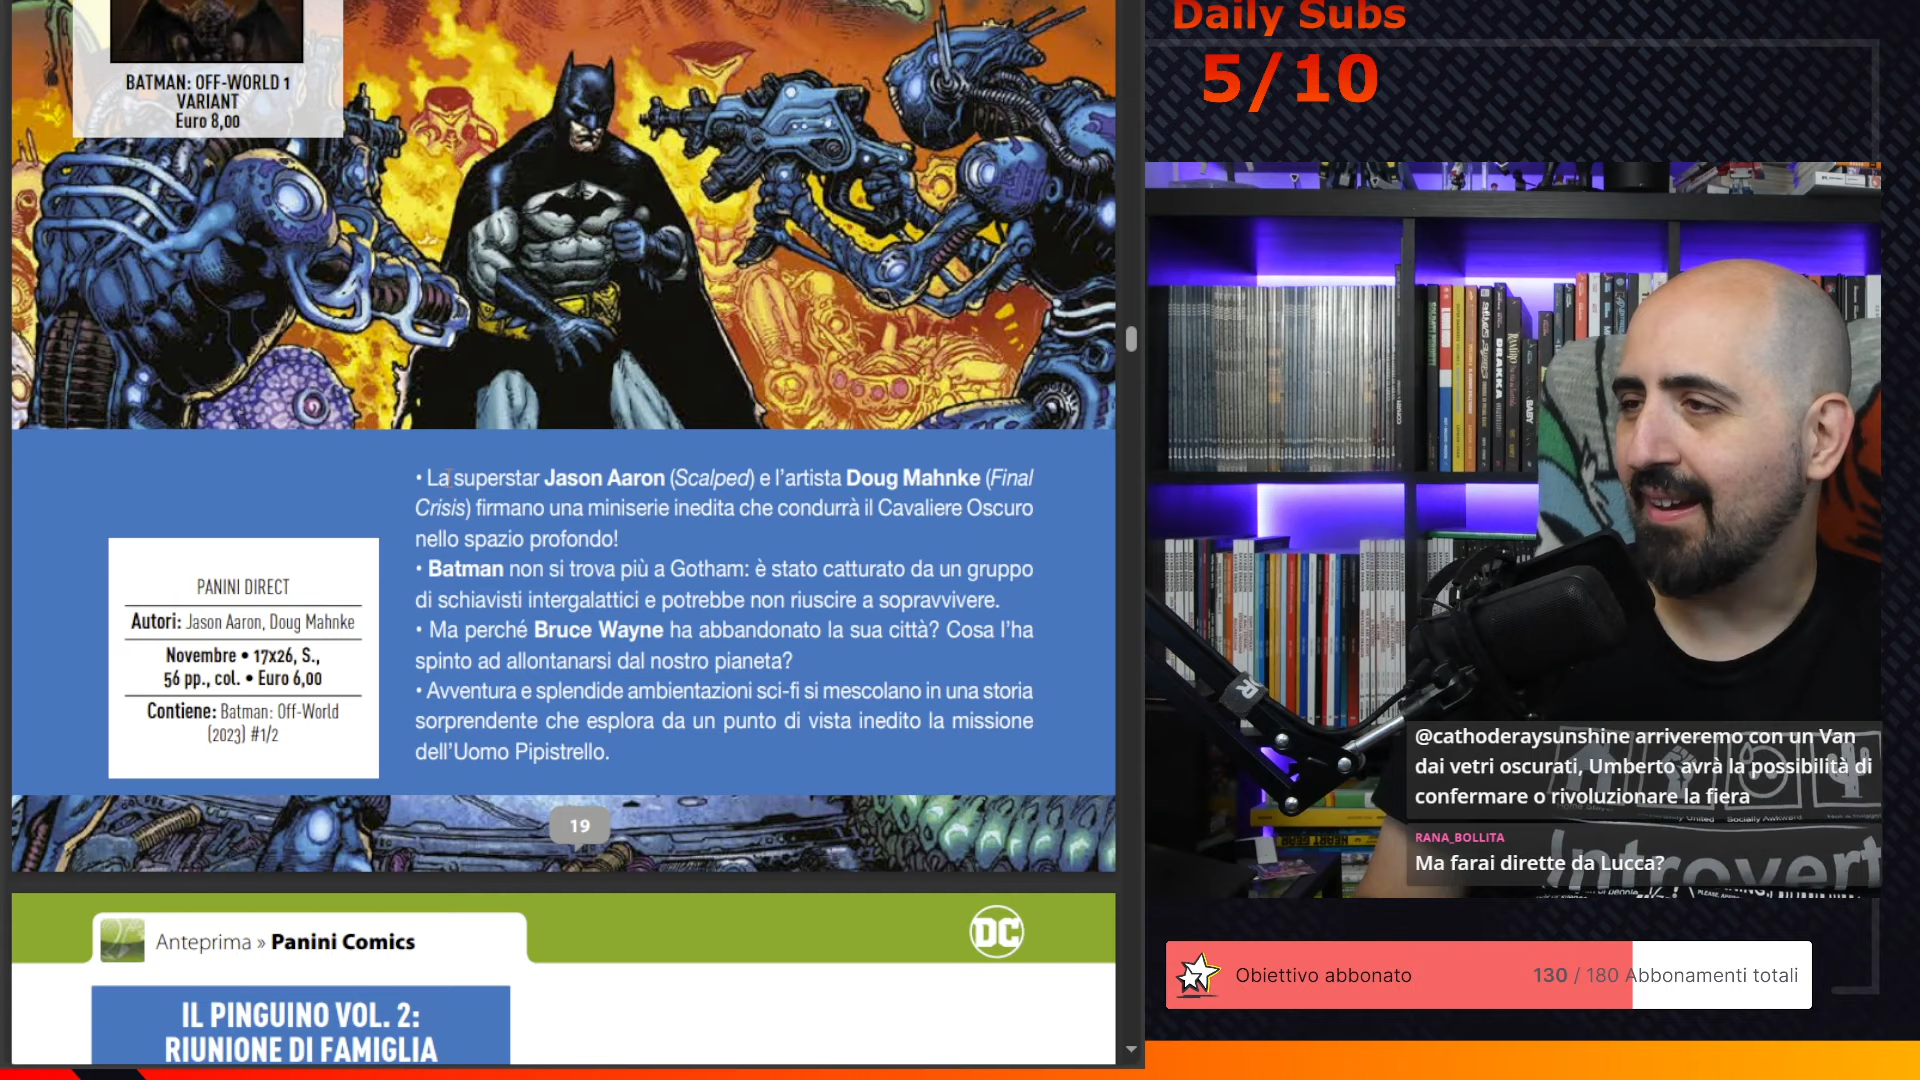 BATMAN: OFF-WORLD 1
VARIANT
Euro 8,00
• La superstar Jason Aaron (Scalped) e l'artista Doug Mahnke (Final
Crisis) firmano una miniserie inedita che condurrà il Cavaliere Oscuro
nello spazio profondo!
• Batman non si trova più a Gotham: è stato catturato da un gruppo
di schiavisti intergalattici e potrebbe non riuscire a sopravvivere.
• Ma perché Bruce Wayne ha abbandonato la sua città? Cosa l'ha
spinto ad allontanarsi dal nostro pianeta?
• Avventura e splendide ambientazioni sci-fi si mescolano in una storia
sorprendente che esplora da un punto di vista inedito la missione
dell'Uomo Pipistrello.
PANINI DIRECT
Autori: Jason Aaron, Doug Mahnke
Novembre • 17x26, S.,
56 pp., col. • Euro 6,00
Contiene: Batman: Off-World
(2023) #1/2
19
Anteprima » Panini Comics
DC
IL PINGUINO VOL. 2:
RIUNIONE DI FAMIGLIA
Daily Subs
5/10
DRAKKA
BABY
@cathoderaysunshine arriveremo con un Van
dai vetri oscurati, Umberto avrà la possibilità di
confermare o rivoluzionare la fiera
Socially Awkward
RANA_BOLLITA
Ma farai dirette da Lucca?
Introvert
Obiettivo abbonato
130 / 180 Abbonamenti totali